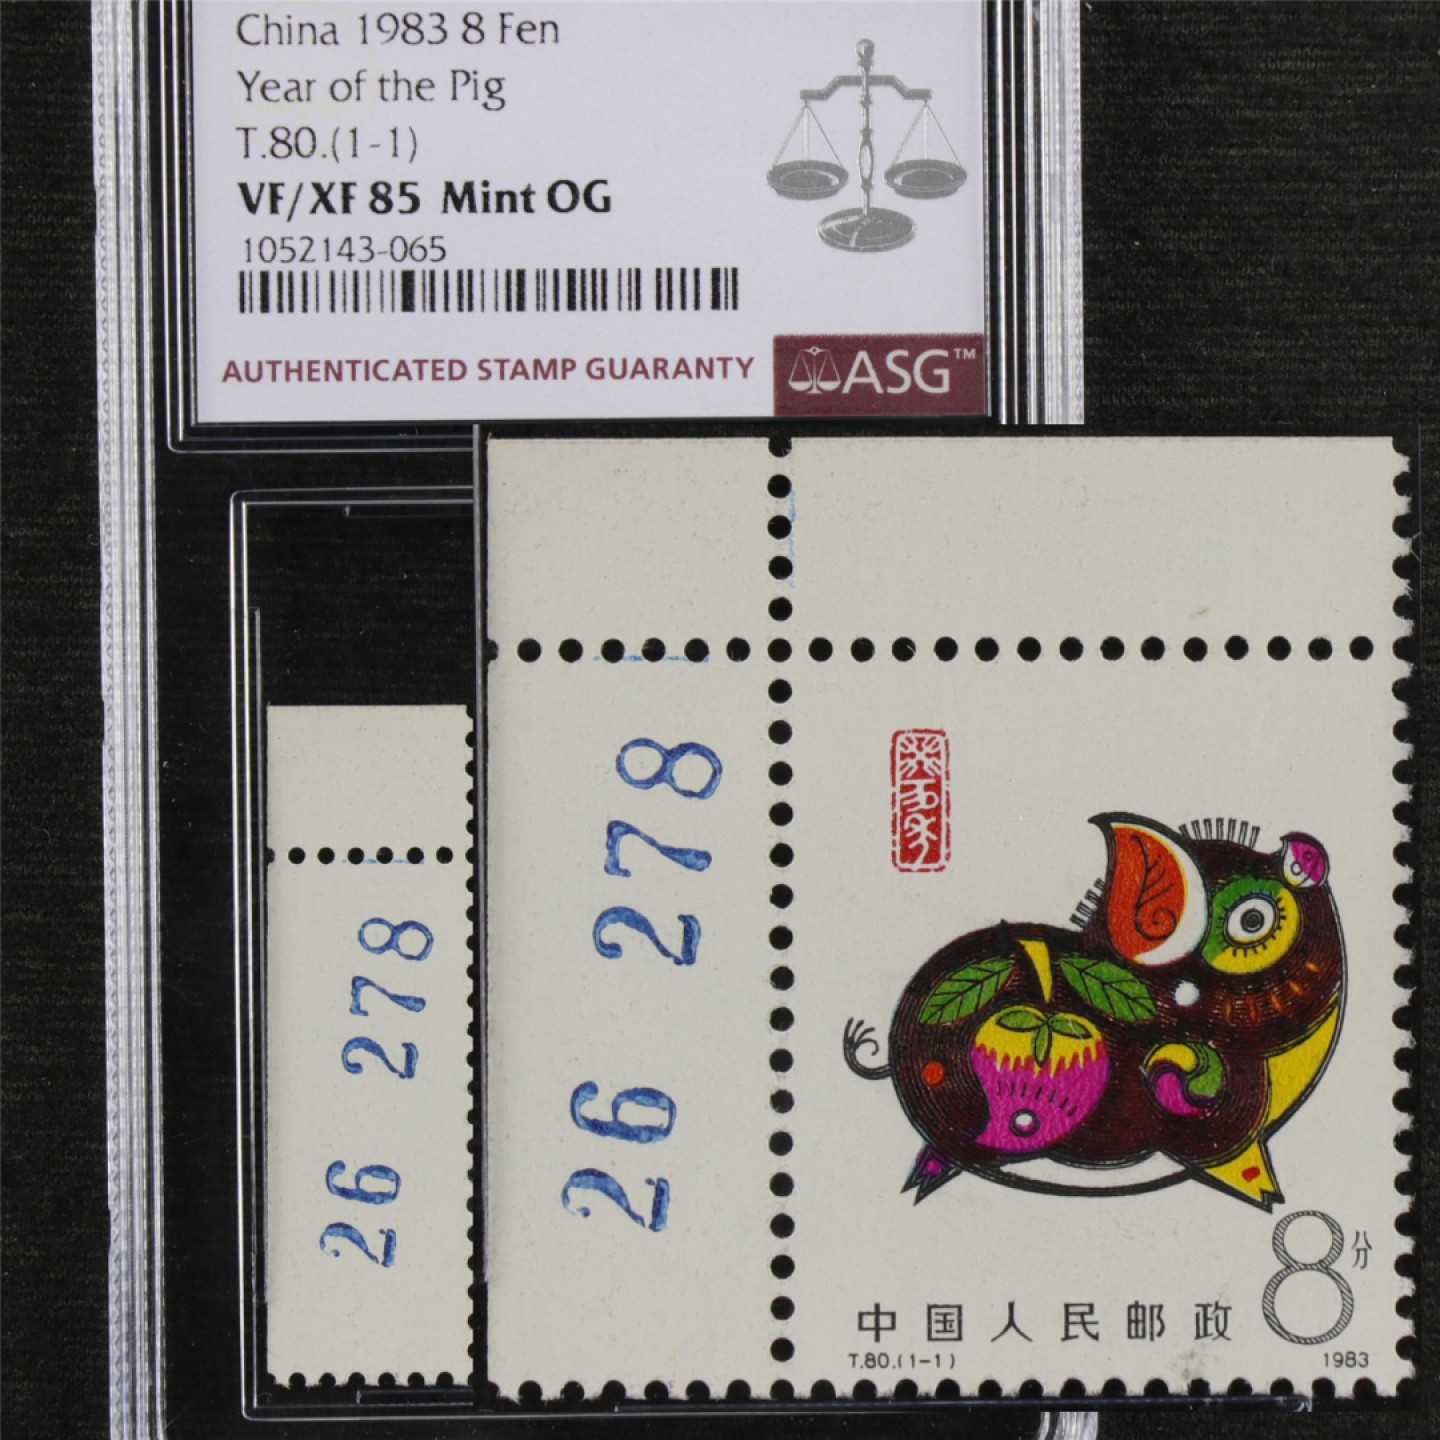 China 1983 8 Fen
Year of the Pig
T.80.(1-1)
VF/XF 85 Mint OG
1052143-065
AUTHENTICATED STAMP GUARANTY
ASG™
26 278
26 278
8 八分
中国人民邮政
T.80.(1-1) 1983